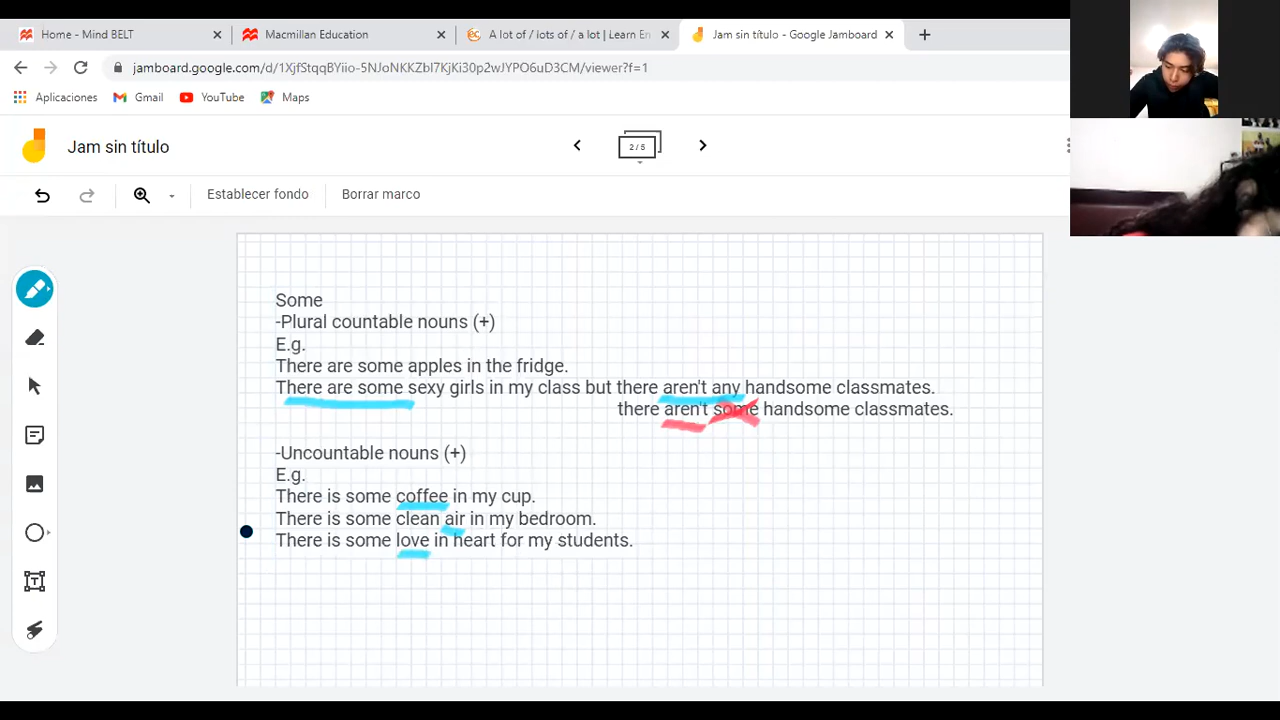 Home - Mind BELT
Macmillan Education
A lot of / lots of / a lot | Learn En
Jam sin título - Google Jamboard
jamboard.google.com/d/1XjfStqqBYiio-5NJoNKKZbl7KjKi30p2wJYPO6uD3CM/viewer?f=1
Aplicaciones
Gmail
YouTube
Maps
Jam sin título
2 / 5
Establecer fondo
Borrar marco
Some
-Plural countable nouns (+)
E.g.
There are some apples in the fridge.
There are some sexy girls in my class but there aren't any handsome classmates.
there aren't some handsome classmates.
-Uncountable nouns (+)
E.g.
There is some coffee in my cup.
There is some clean air in my bedroom.
There is some love in heart for my students.